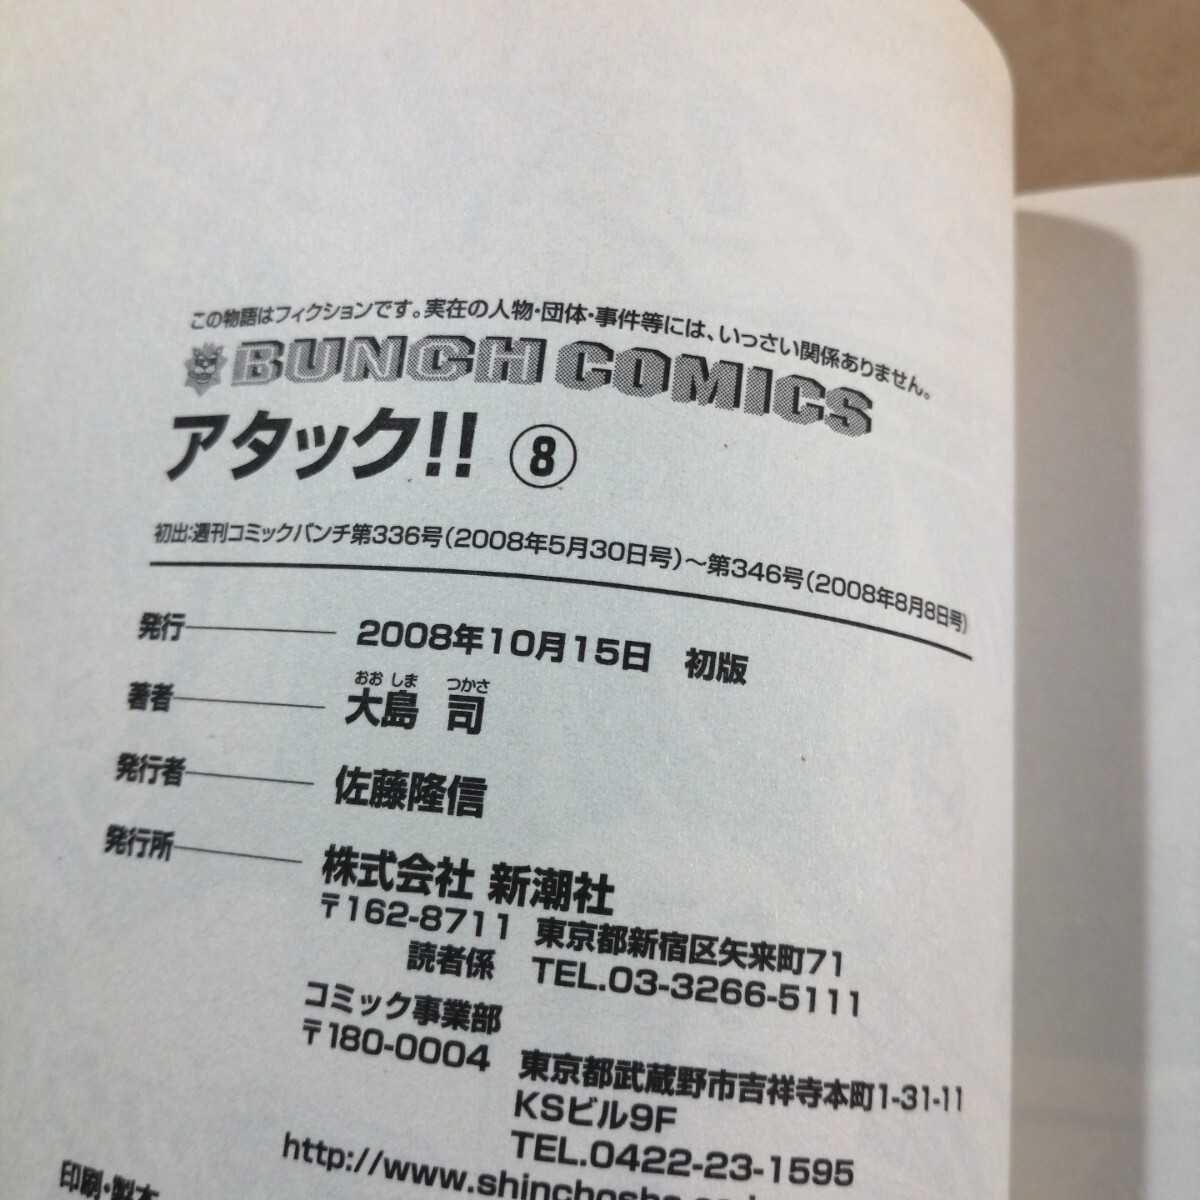 この物語はフィクションです。実在の人物・団体・事件等には、いっさい関係ありません。
BUNCH COMICS
アタック!! ⑧
初出:週刊コミックバンチ第336号(2008年5月30日号)〜第346号(2008年8月8日号)
発行 2008年10月15日 初版
おお しま つかさ
著者 大島 司
発行者 佐藤隆信
発行所 株式会社 新潮社
〒162-8711 東京都新宿区矢来町71
読者係 TEL.03-3266-5111
コミック事業部
〒180-0004 東京都武蔵野市吉祥寺本町1-31-11
KSビル9F
TEL.0422-23-1595
http://www.shinchosha.co
印刷・製本